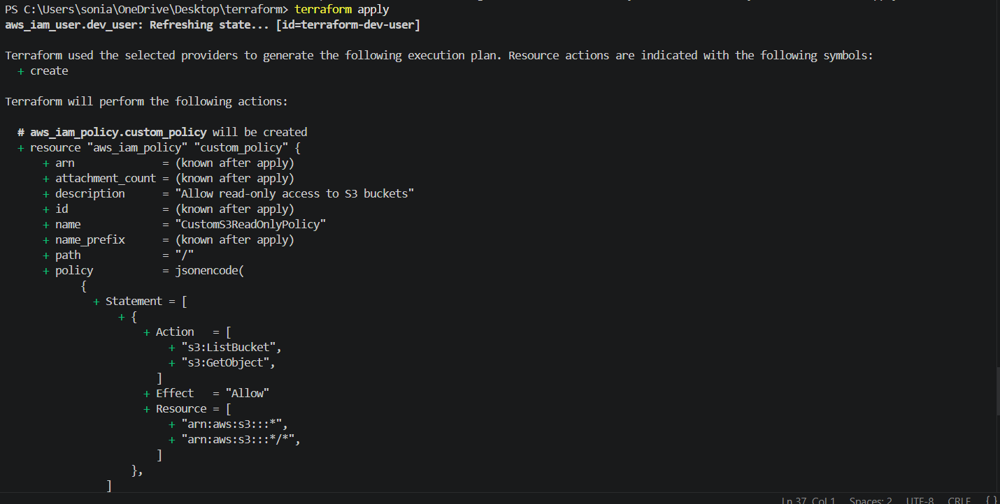 PS C:\Users\sonia\OneDrive\Desktop\terraform> terraform apply
aws_iam_user.dev_user: Refreshing state... [id=terraform-dev-user]
Terraform used the selected providers to generate the following execution plan. Resource actions are indicated with the following symbols:
  + create
Terraform will perform the following actions:
  # aws_iam_policy.custom_policy will be created
  + resource "aws_iam_policy" "custom_policy" {
      + arn              = (known after apply)
      + attachment_count = (known after apply)
      + description      = "Allow read-only access to S3 buckets"
      + id               = (known after apply)
      + name             = "CustomS3ReadOnlyPolicy"
      + name_prefix      = (known after apply)
      + path             = "/"
      + policy           = jsonencode(
            {
              + Statement = [
                  + {
                      + Action   = [
                          + "s3:ListBucket",
                          + "s3:GetObject",
                        ]
                      + Effect   = "Allow"
                      + Resource = [
                          + "arn:aws:s3:::*",
                          + "arn:aws:s3:::*/*",
                        ]
                    },
                ]
Ln 37, Col 1 Spaces: 2 UTF-8 CRLF { }